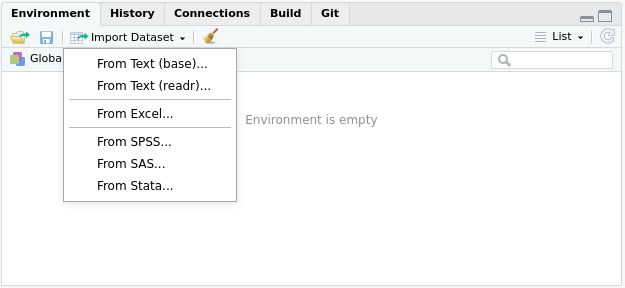 Environment History Connections Build Git
Import Dataset List
Globa
From Text (base)...
From Text (readr)...
From Excel...
Environment is empty
From SPSS...
From SAS...
From Stata...